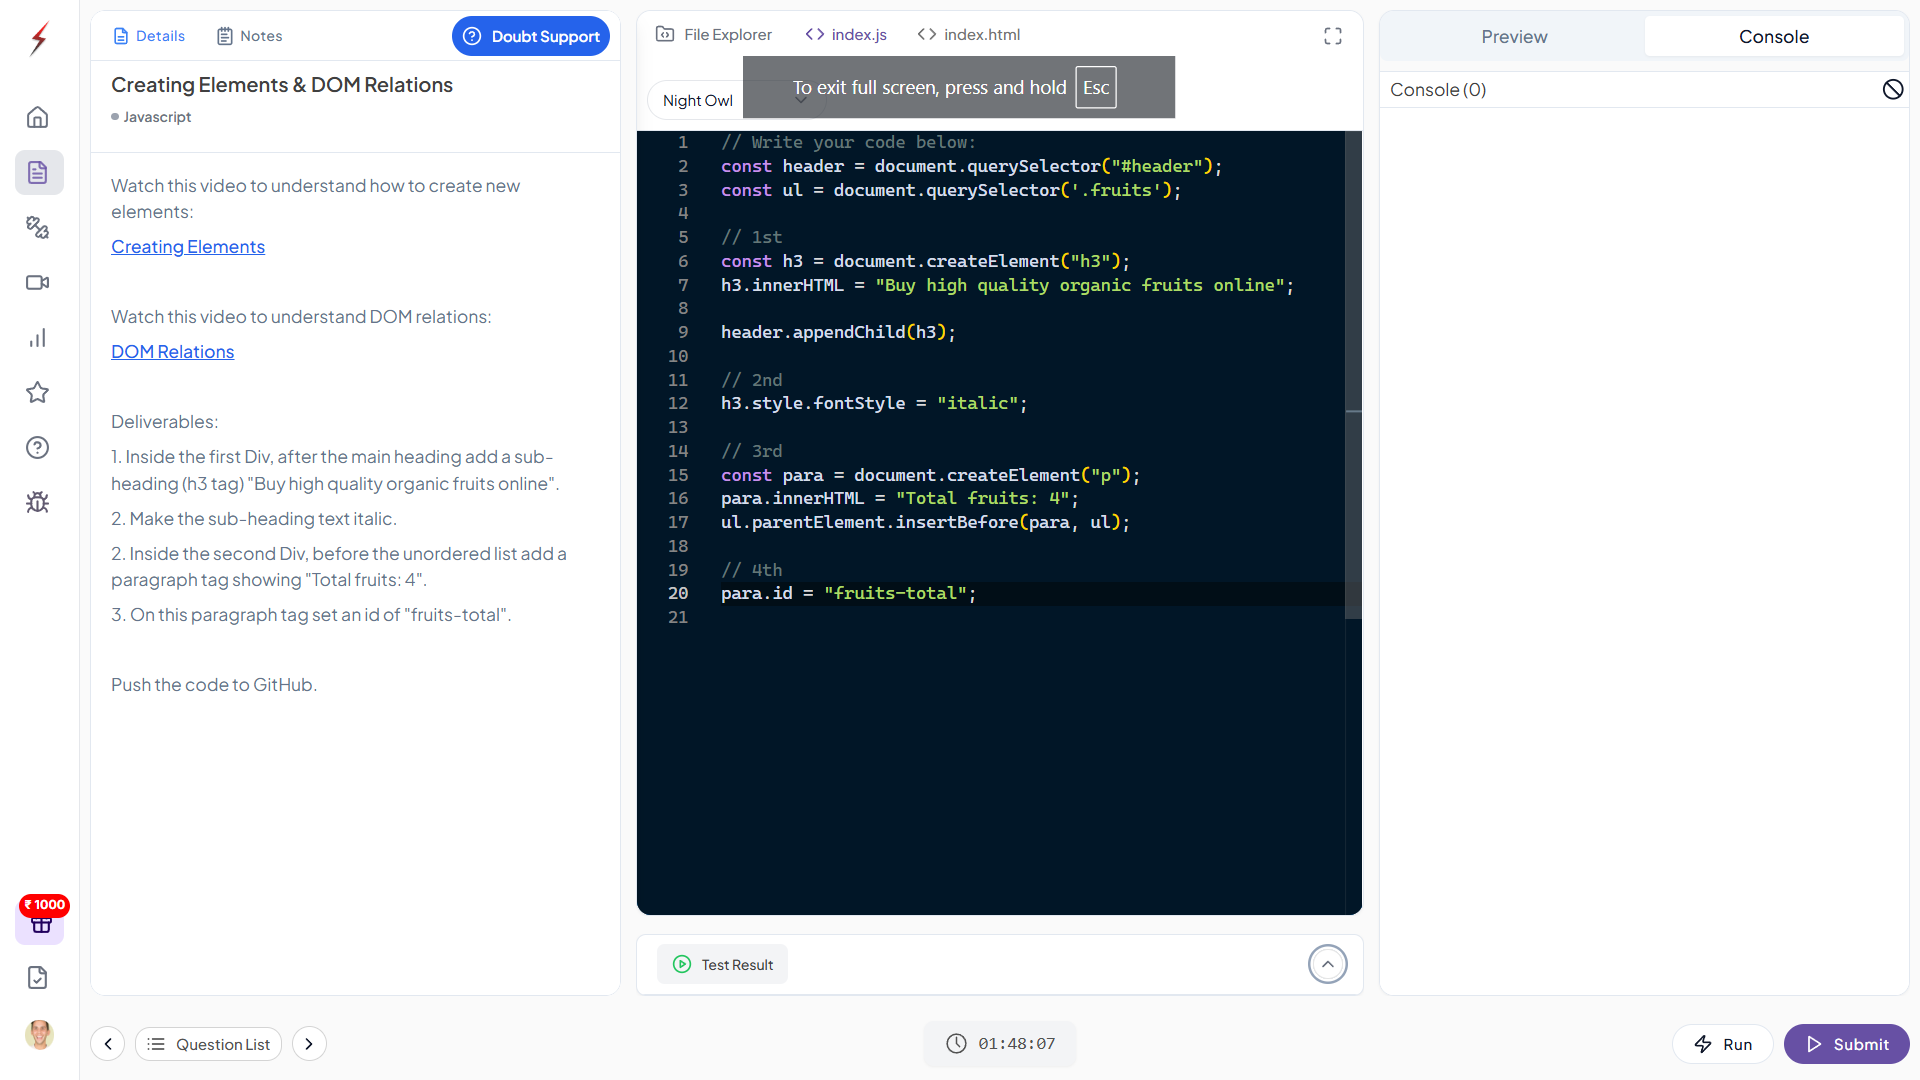 Details
Notes
Doubt Support
Creating Elements & DOM Relations
Javascript
Watch this video to understand how to create new
elements:
Creating Elements
Watch this video to understand DOM relations:
DOM Relations
Deliverables:
1. Inside the first Div, after the main heading add a sub-
heading (h3 tag) "Buy high quality organic fruits online".
2. Make the sub-heading text italic.
2. Inside the second Div, before the unordered list add a
paragraph tag showing "Total fruits: 4".
3. On this paragraph tag set an id of "fruits-total".
Push the code to GitHub.
₹ 1000
Question List
File Explorer
index.js
index.html
To exit full screen, press and hold Esc
Night Owl
1 // Write your code below:
2 const header = document.querySelector("#header");
3 const ul = document.querySelector('.fruits');
4
5 // 1st
6 const h3 = document.createElement("h3");
7 h3.innerHTML = "Buy high quality organic fruits online";
8
9 header.appendChild(h3);
10
11 // 2nd
12 h3.style.fontStyle = "italic";
13
14 // 3rd
15 const para = document.createElement("p");
16 para.innerHTML = "Total fruits: 4";
17 ul.parentElement.insertBefore(para, ul);
18
19 // 4th
20 para.id = "fruits-total";
21
Test Result
01:48:07
Preview
Console
Console (0)
Run
Submit